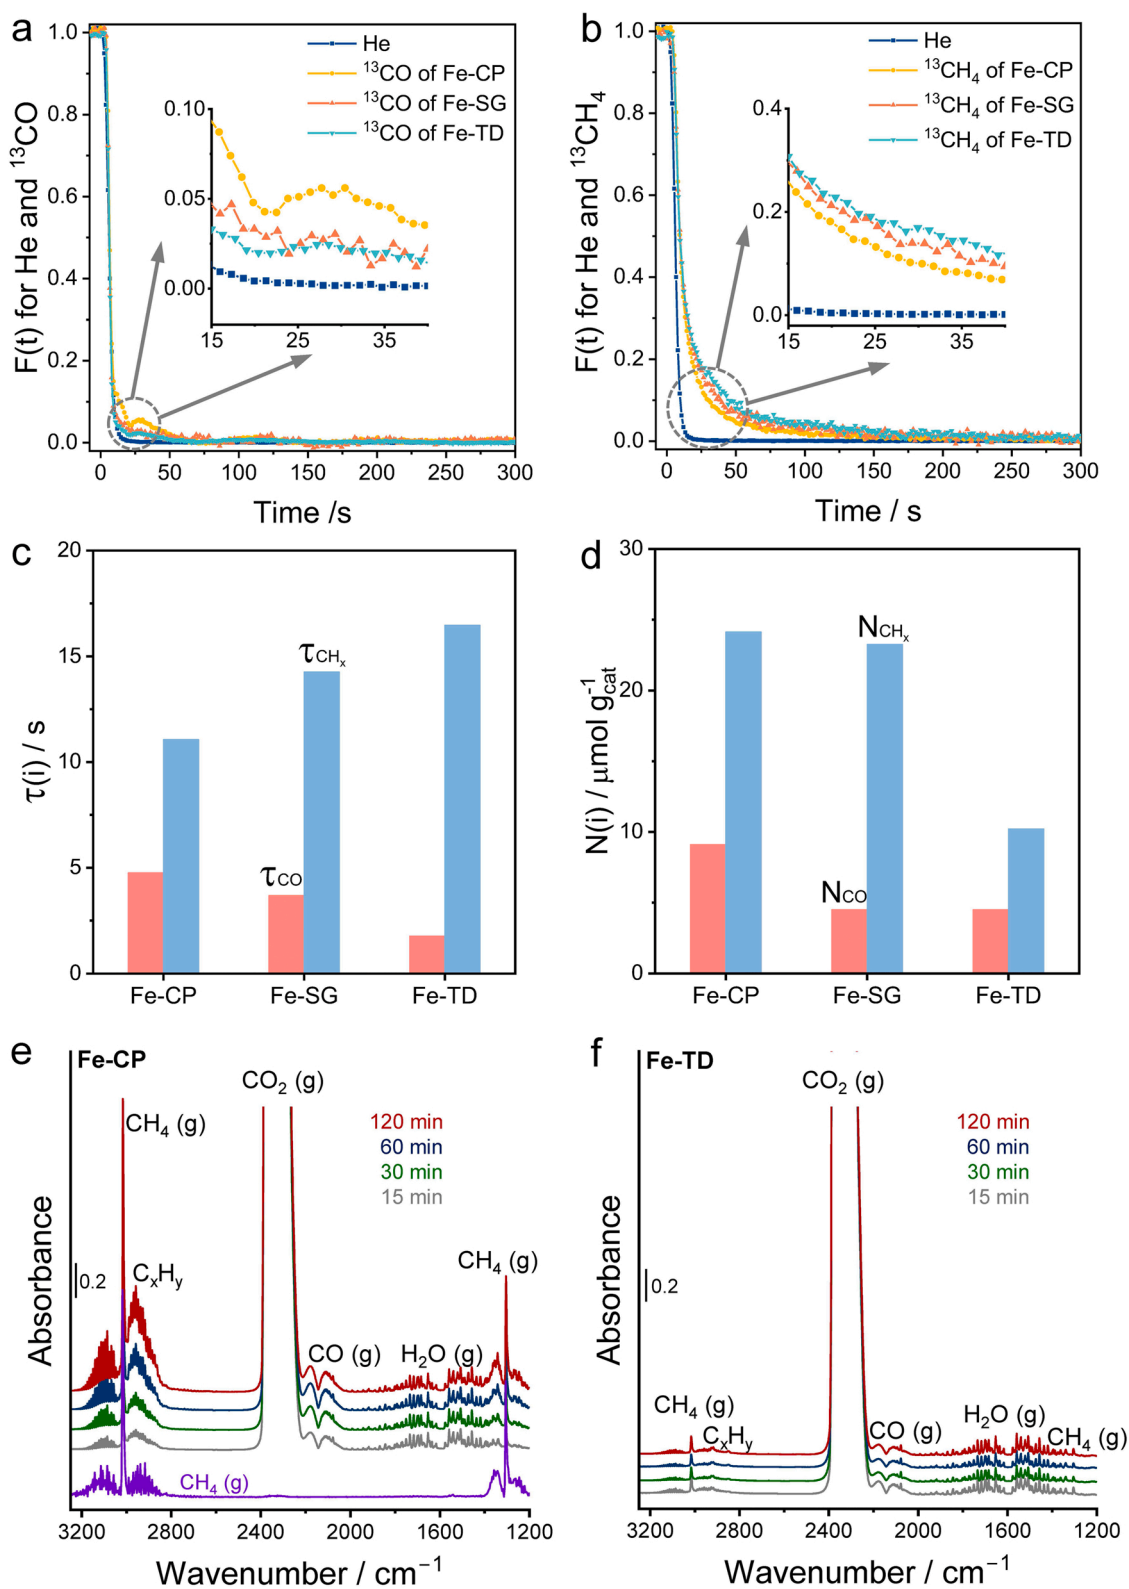 a
F(t) for He and ¹³CO
1.0
0.8
0.6
0.4
0.2
0.0
He
¹³CO of Fe-CP
¹³CO of Fe-SG
¹³CO of Fe-TD
0.10
0.05
0.00
15 25 35
0 50 100 150 200 250 300
Time /s
b
F(t) for He and ¹³CH₄
1.0
0.8
0.6
0.4
0.2
0.0
He
¹³CH₄ of Fe-CP
¹³CH₄ of Fe-SG
¹³CH₄ of Fe-TD
0.4
0.2
0.0
15 25 35
0 50 100 150 200 250 300
Time / s
c
τ(i) / s
20
15
10
5
0
τCHₓ
τCO
Fe-CP Fe-SG Fe-TD
d
N(i) / μmol g⁻¹cat
30
20
10
0
NCHₓ
NCO
Fe-CP Fe-SG Fe-TD
e
Fe-CP
Absorbance
CO₂ (g)
CH₄ (g)
120 min
60 min
30 min
15 min
CₓHᵧ
0.2
CH₄ (g)
CO (g)
H₂O (g)
CH₄ (g)
3200 2800 2400 2000 1600 1200
Wavenumber / cm⁻¹
f
Fe-TD
Absorbance
CO₂ (g)
120 min
60 min
30 min
15 min
0.2
CH₄ (g)
CₓHᵧ
CO (g)
H₂O (g)
CH₄ (g)
3200 2800 2400 2000 1600 1200
Wavenumber / cm⁻¹